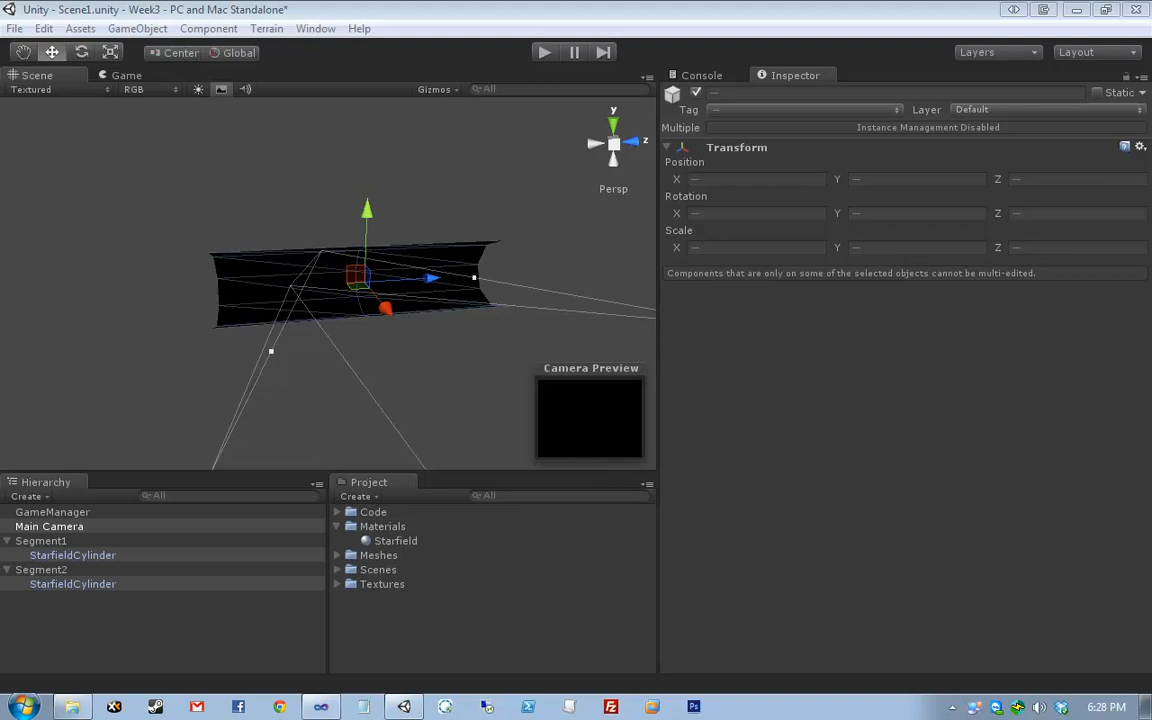 Unity - Scene1.unity - Week3 - PC and Mac Standalone*
File Edit Assets GameObject Component Terrain Window Help
Center Global Layers Layout
Scene Game
Textured RGB Gizmos All
y
z
Persp
Camera Preview
Console Inspector
— Static
Tag — Layer Default
Multiple Instance Management Disabled
Transform
Position
X — Y — Z —
Rotation
X — Y — Z —
Scale
X — Y — Z —
Components that are only on some of the selected objects cannot be multi-edited.
Hierarchy
Create All
GameManager
Main Camera
Segment1
StarfieldCylinder
Segment2
StarfieldCylinder
Project
Create All
Code
Materials
Starfield
Meshes
Scenes
Textures
6:28 PM